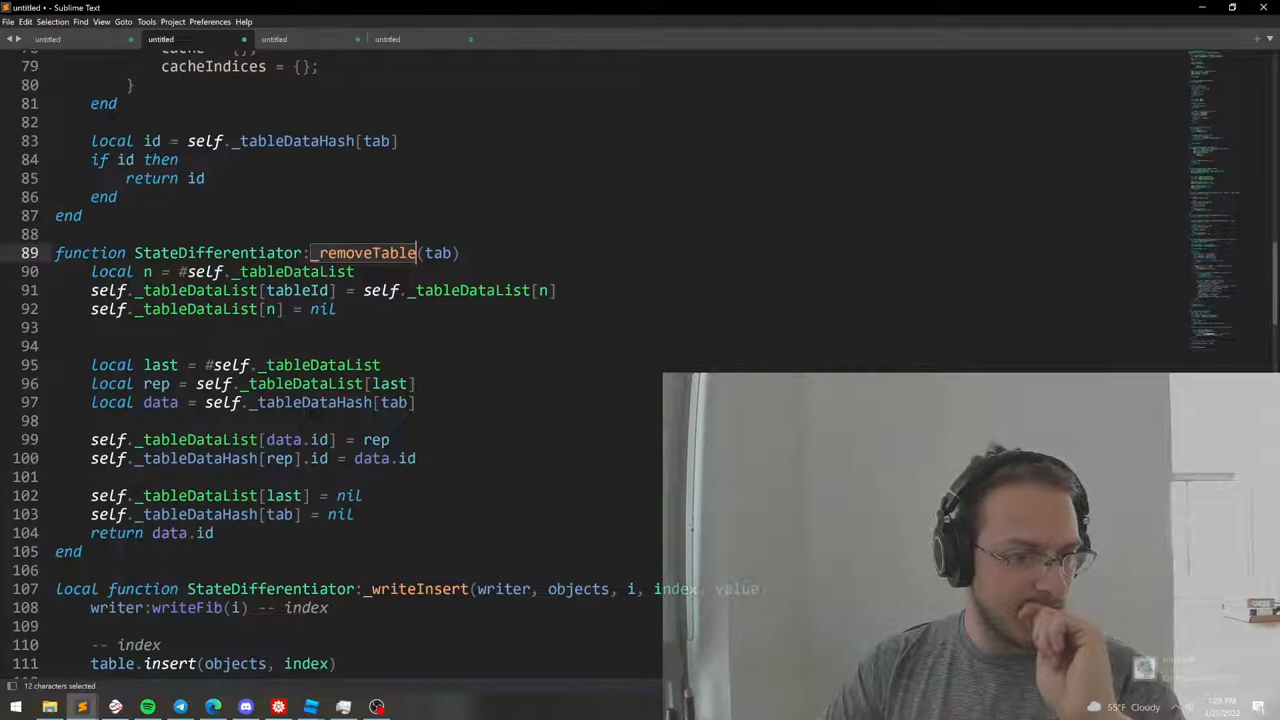 untitled • - Sublime Text
File Edit Selection Find View Goto Tools Project Preferences Help
untitled untitled untitled untitled
79 cacheIndices = {};
80 }
81 end
82
83 local id = self._tableDataHash[tab]
84 if id then
85 return id
86 end
87 end
88
89 function StateDifferentiator:_removeTable(tab)
90 local n = #self._tableDataList
91 self._tableDataList[tableId] = self._tableDataList[n]
92 self._tableDataList[n] = nil
93
94
95 local last = #self._tableDataList
96 local rep = self._tableDataList[last]
97 local data = self._tableDataHash[tab]
98
99 self._tableDataList[data.id] = rep
100 self._tableDataHash[rep].id = data.id
101
102 self._tableDataList[last] = nil
103 self._tableDataHash[tab] = nil
104 return data.id
105 end
106
107 local function StateDifferentiator:_writeInsert(writer, objects, i, index, value)
108 writer:writeFib(i) -- index
109
110 -- index
111 table.insert(objects, index)
12 characters selected
55°F Cloudy
1:29 PM